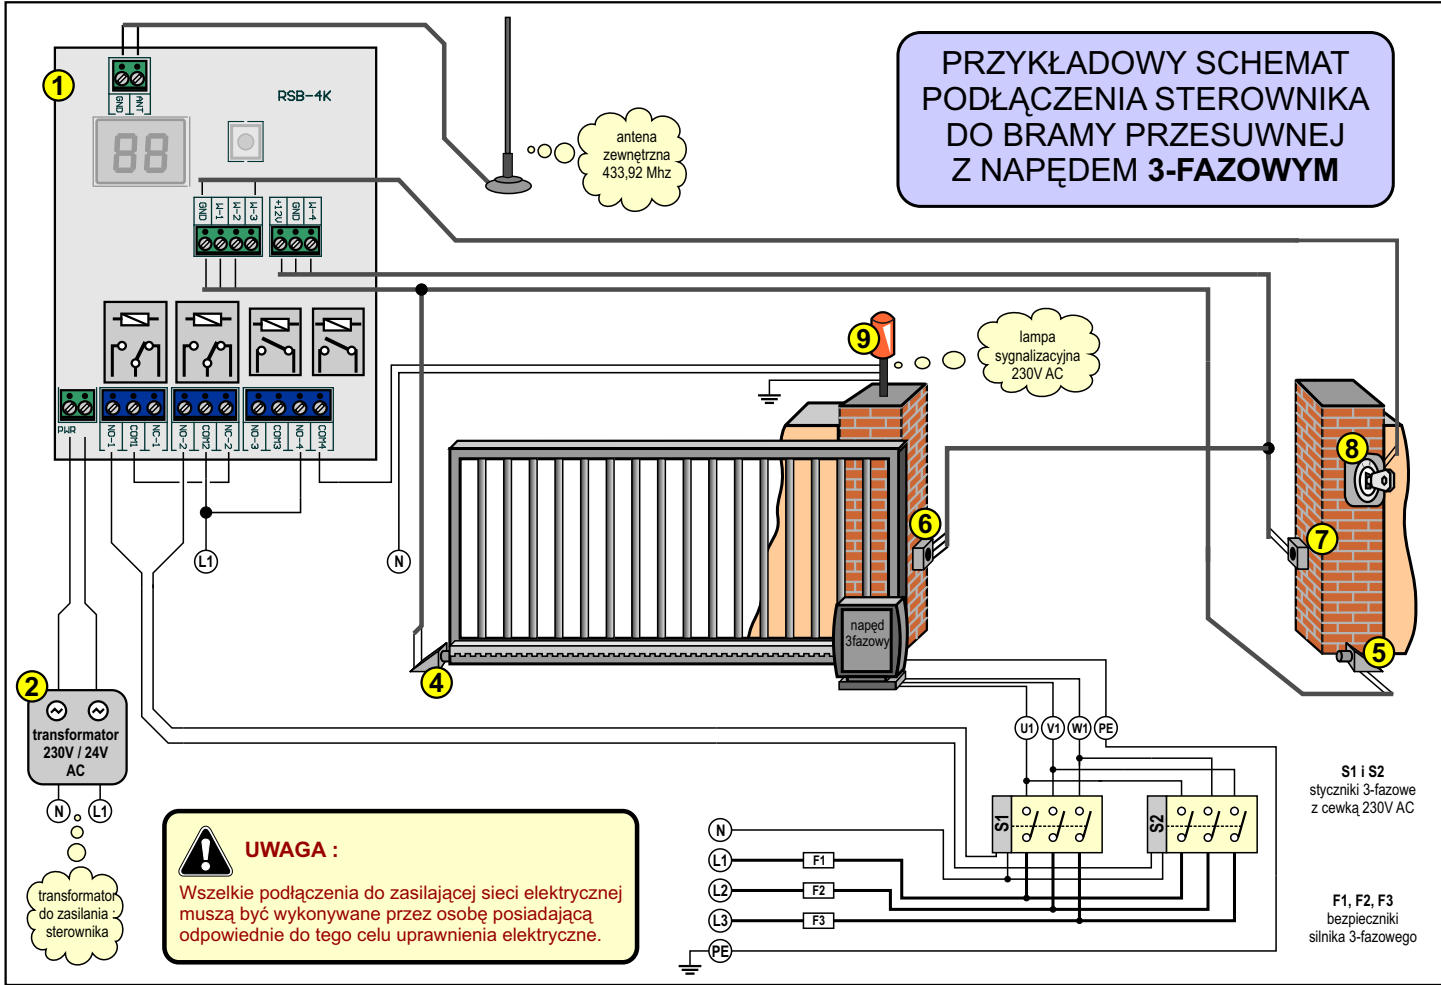 PRZYKŁADOWY SCHEMAT
PODŁĄCZENIA STEROWNIKA
DO BRAMY PRZESUWNEJ
Z NAPĘDEM 3-FAZOWYM
1
GND
ANT
RSB-4K
88
antena
zewnętrzna
433,92 Mhz
GND
W-1
W-2
W-3
+12V
GND
W-4
9
lampa
sygnalizacyjna
230V AC
PWR
NO-1
COM1
NC-1
NO-2
COM2
NC-2
NO-3
COM3
NO-4
COM4
8
6
7
L1
N
napęd
3fazowy
4
5
2
transformator
230V / 24V
AC
N
L1
U1
V1
W1
PE
S1 i S2
styczniki 3-fazowe
z cewką 230V AC
S1
S2
UWAGA :
Wszelkie podłączenia do zasilającej sieci elektrycznej
muszą być wykonywane przez osobę posiadającą
odpowiednie do tego celu uprawnienia elektryczne.
N
L1
F1
L2
F2
L3
F3
PE
transformator
do zasilania :
sterownika
F1, F2, F3
bezpieczniki
silnika 3-fazowego